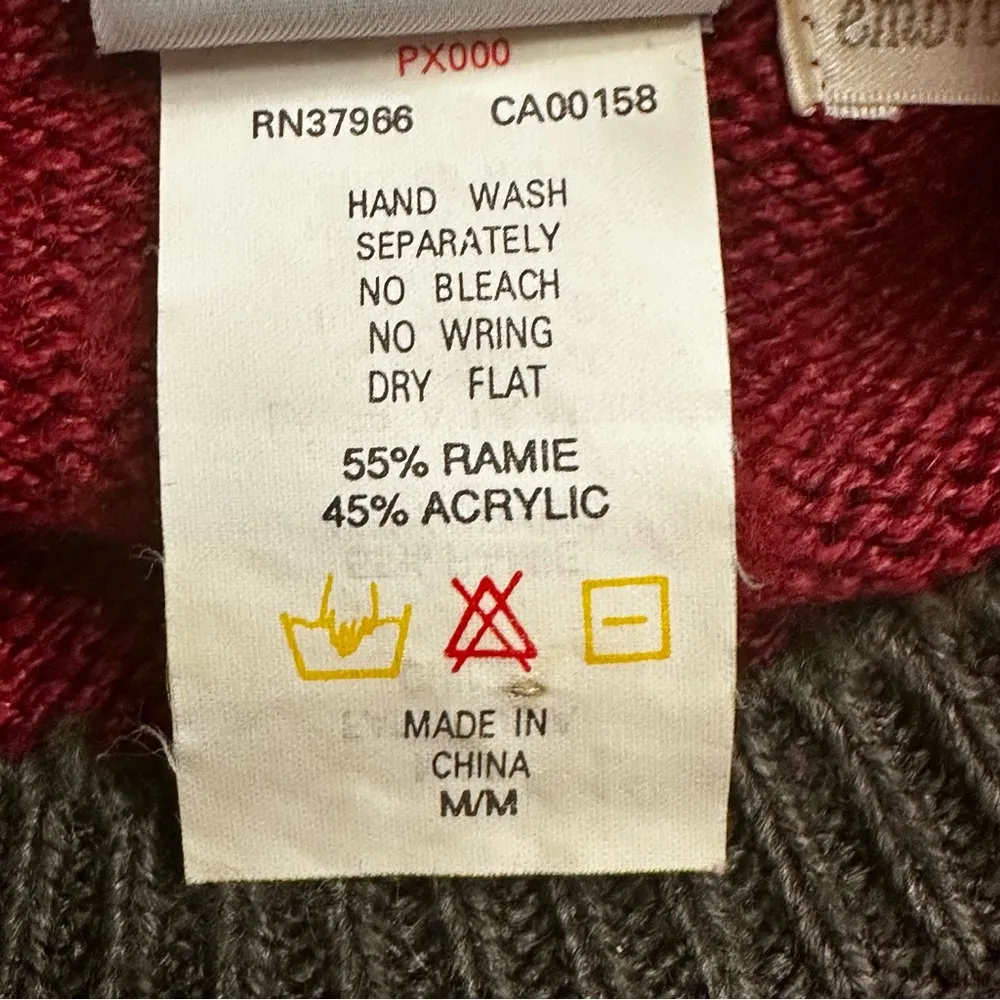 PX000
RN37966 CA00158
HAND WASH
SEPARATELY
NO BLEACH
NO WRING
DRY FLAT
55% RAMIE
45% ACRYLIC
MADE IN
CHINA
M/M